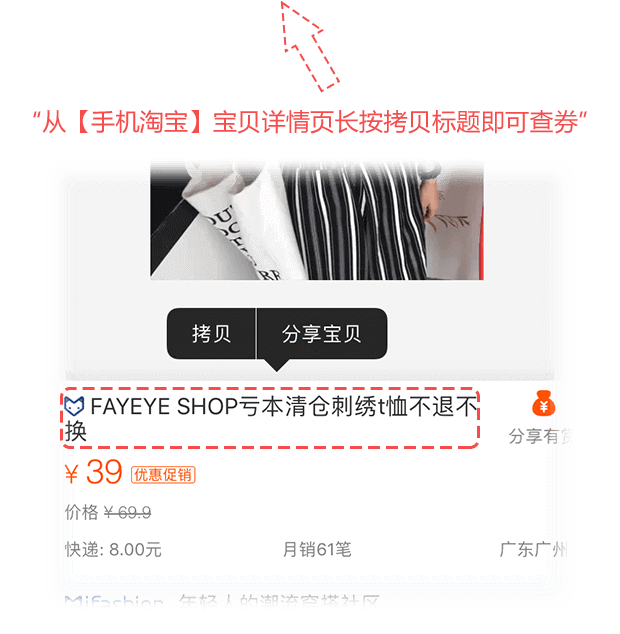 “从【手机淘宝】宝贝详情页长按拷贝标题即可查券”
拷贝 分享宝贝
FAYEYE SHOP亏本清仓刺绣t恤不退不
换
分享有
¥ 39 优惠促销
价格 ¥ 69.9
快递: 8.00元 月销61笔 广东广州